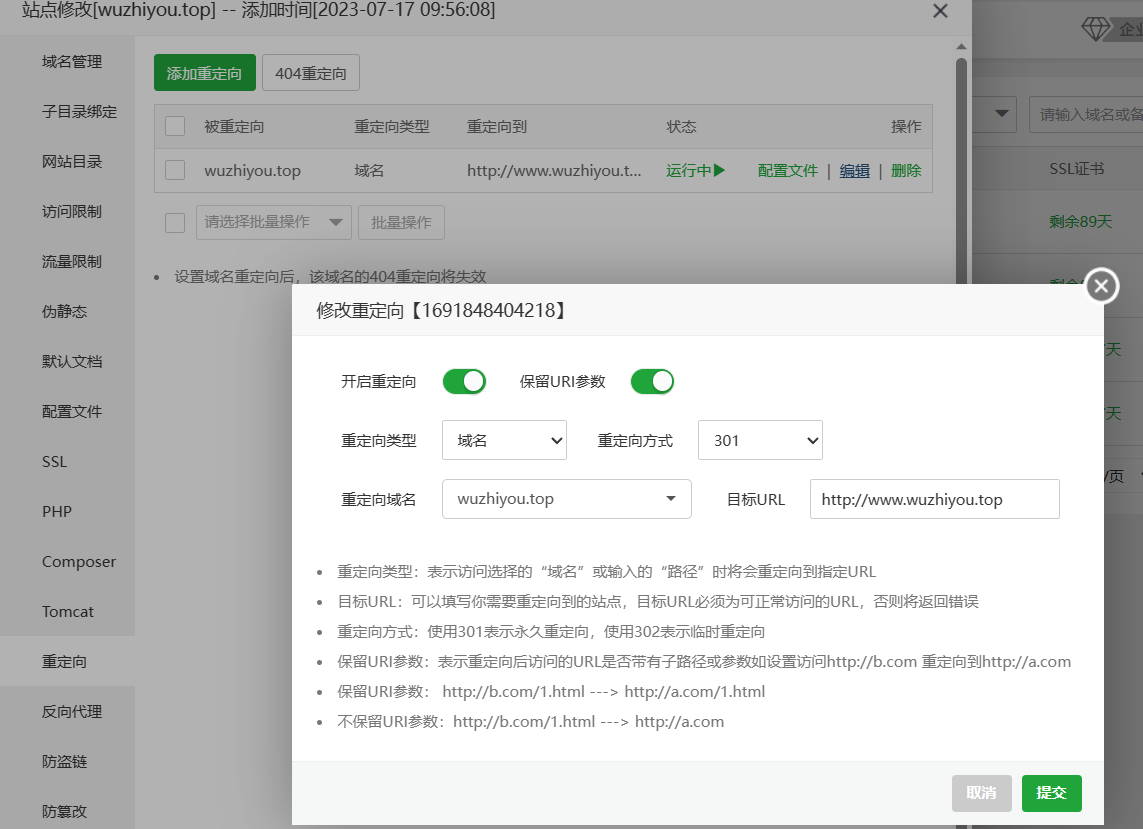 站点修改[wuzhiyou.top] -- 添加时间[2023-07-17 09:56:08]
企业
域名管理
子目录绑定
网站目录
访问限制
流量限制
伪静态
默认文档
配置文件
SSL
PHP
Composer
Tomcat
重定向
反向代理
防盗链
防篡改
添加重定向 404重定向
被重定向 重定向类型 重定向到 状态 操作
wuzhiyou.top 域名 http://www.wuzhiyou.t... 运行中 配置文件 | 编辑 | 删除
请选择批量操作 批量操作
设置域名重定向后，该域名的404重定向将失效
请输入域名或备
SSL证书
剩余89天
天
天
/页
修改重定向【1691848404218】
开启重定向 保留URI参数
重定向类型 域名 重定向方式 301
重定向域名 wuzhiyou.top 目标URL http://www.wuzhiyou.top
重定向类型：表示访问选择的“域名”或输入的“路径”时将会重定向到指定URL
目标URL：可以填写你需要重定向到的站点，目标URL必须为可正常访问的URL，否则将返回错误
重定向方式：使用301表示永久重定向，使用302表示临时重定向
保留URI参数：表示重定向后访问的URL是否带有子路径或参数如设置访问http://b.com 重定向到http://a.com
保留URI参数： http://b.com/1.html ---> http://a.com/1.html
不保留URI参数：http://b.com/1.html ---> http://a.com
取消 提交